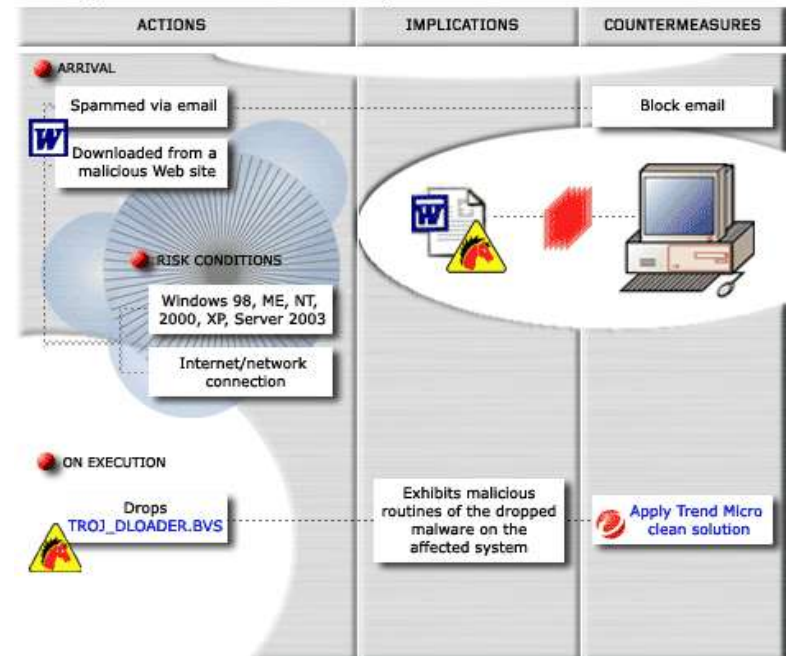 ACTIONS
IMPLICATIONS
COUNTERMEASURES
ARRIVAL
Spammed via email
Block email
W
Downloaded from a
malicious Web site
W
RISK CONDITIONS
Windows 98, ME, NT,
2000, XP, Server 2003
Internet/network
connection
ON EXECUTION
Drops
TROJ_DLOADER.BVS
Exhibits malicious
routines of the dropped
malware on the
affected system
Apply Trend Micro
clean solution